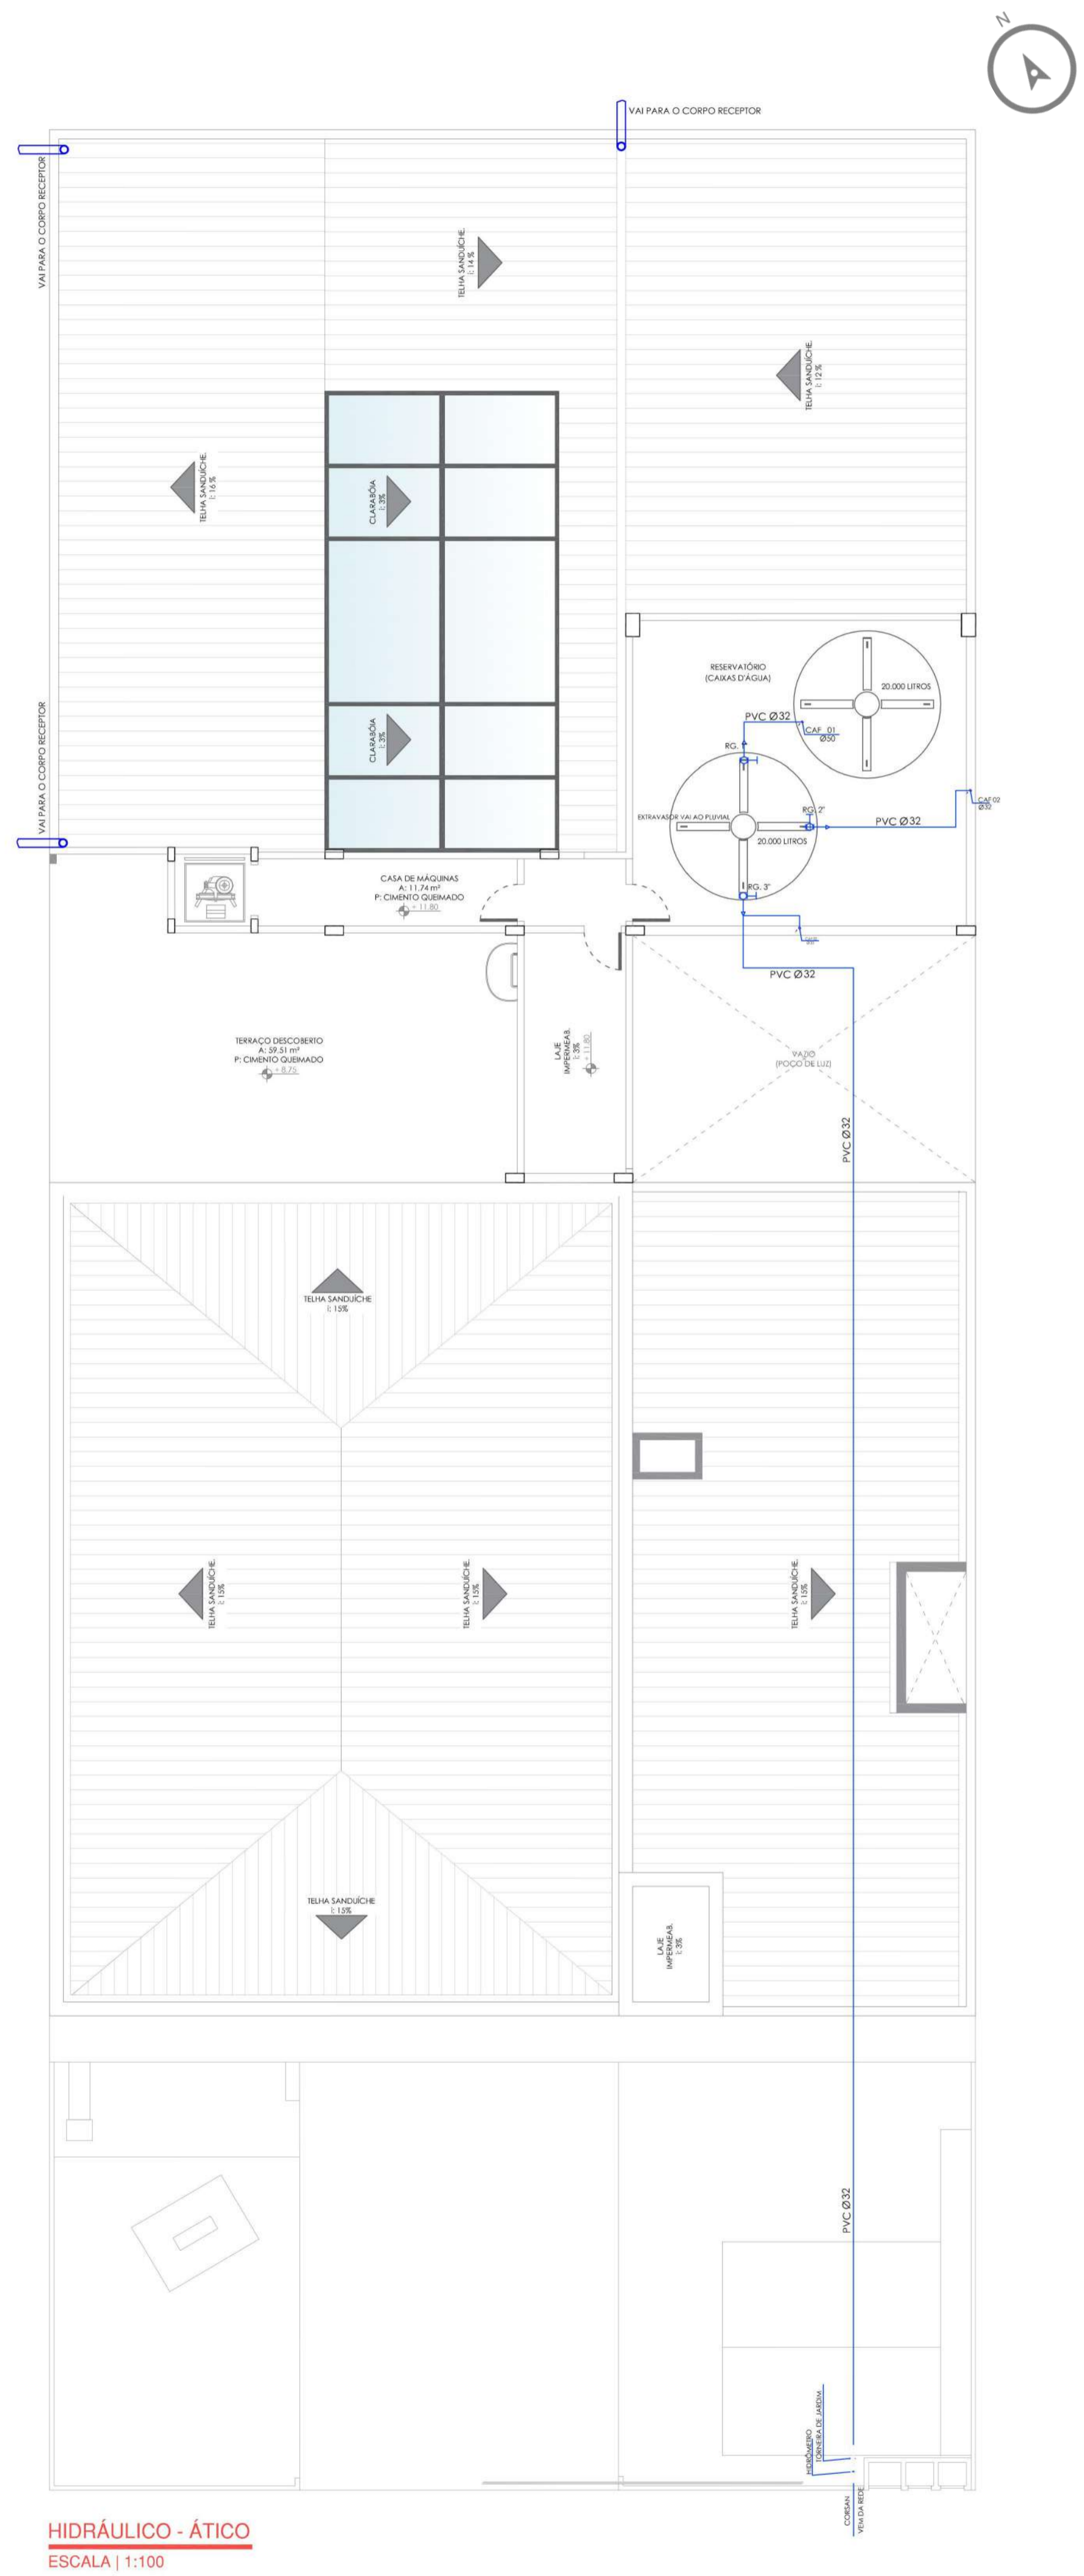 N
VAI PARA O CORPO RECEPTOR
VAI PARA O CORPO RECEPTOR
TELHA SANDUÍCHE.
i: 14 %
TELHA SANDUÍCHE.
i: 12 %
TELHA SANDUÍCHE.
i: 16 %
CLARABÓIA
i: 3%
RESERVATÓRIO
(CAIXAS D'ÁGUA)
20.000 LITROS
PVC Ø32
CAF 01
Ø50
RG.
CLARABÓIA
i: 3%
VAI PARA O CORPO RECEPTOR
CAF 02
Ø32
RG. 2"
EXTRAVASOR VAI AO PLUVIAL
PVC Ø32
20.000 LITROS
CASA DE MÁQUINAS
A: 11.74 m²
P: CIMENTO QUEIMADO
+ 11.80
RG. 3"
PVC Ø32
TERRAÇO DESCOBERTO
A: 59.51 m²
P: CIMENTO QUEIMADO
+ 8.75
LAJE
IMPERMEAB.
i: 3%
+ 11.80
VAZIO
(POÇO DE LUZ)
PVC Ø32
TELHA SANDUÍCHE
i: 15%
TELHA SANDUÍCHE.
i: 15%
TELHA SANDUÍCHE.
i: 15%
TELHA SANDUÍCHE.
i: 15%
TELHA SANDUÍCHE
i: 15%
LAJE
IMPERMEAB.
i: 3%
PVC Ø32
HIDRÔMETRO
TORNEIRA DE JARDIM
CORSAN
VEM DA REDE
HIDRÁULICO - ÁTICO
ESCALA | 1:100